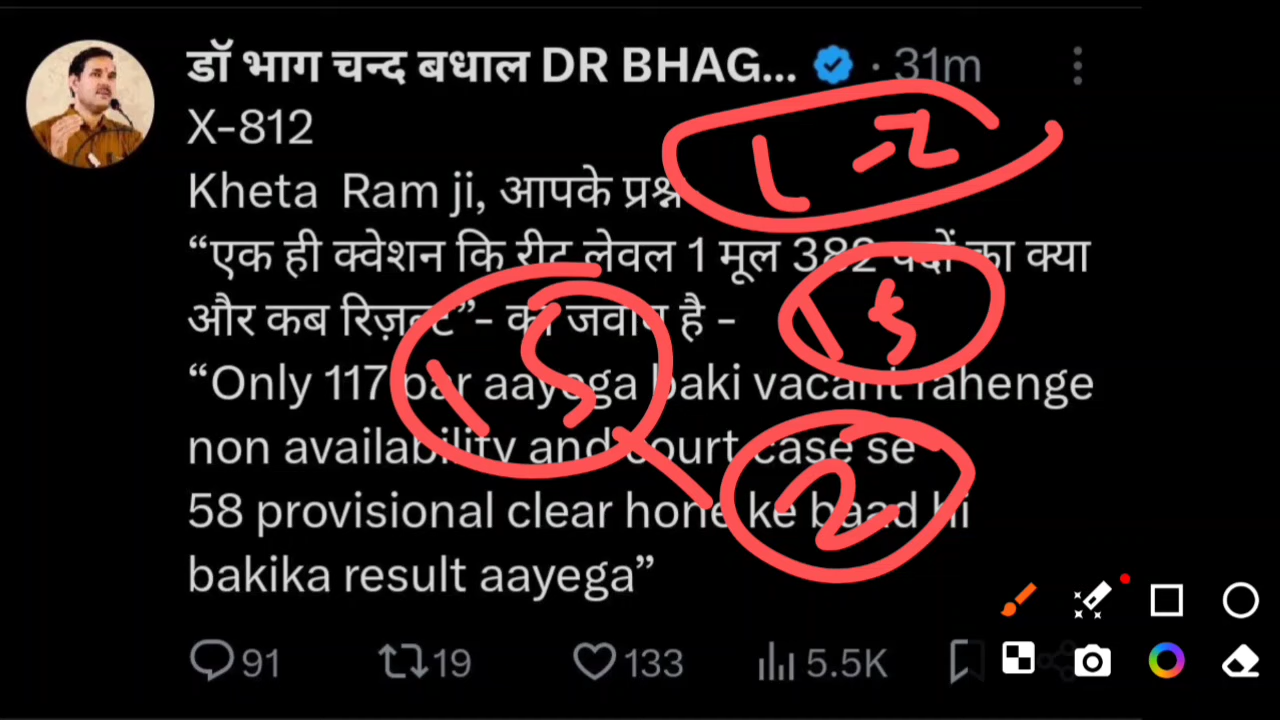 डॉ भाग चन्द बधाल DR BHAG... · 31m
X-812
Kheta Ram ji, आपके प्रश्न
“एक ही क्वेशन कि रीट लेवल 1 मूल 382 पदों का क्या
और कब रिज़ल्ट”- का जवाब है -
“Only 117 par aayega baki vacant rahenge
non availability and court case se
58 provisional clear hone ke baad hi
bakika result aayega”
91 19 133 5.5K
1 2
15
15
2